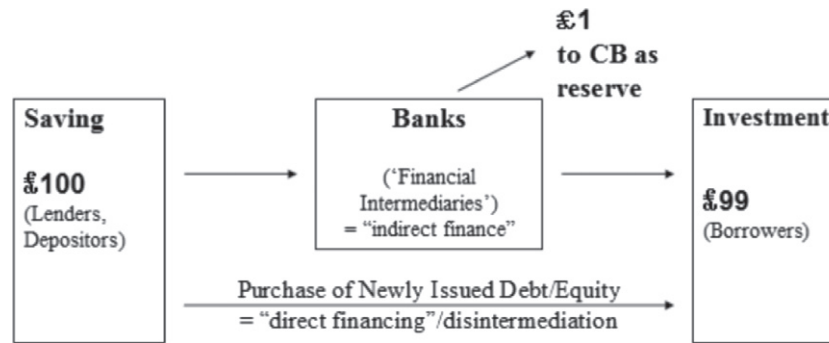 £1
to CB as
reserve
Saving
£100
(Lenders,
Depositors)
Banks
(‘Financial
Intermediaries’)
= “indirect finance”
Investment
£99
(Borrowers)
Purchase of Newly Issued Debt/Equity
= “direct financing”/disintermediation